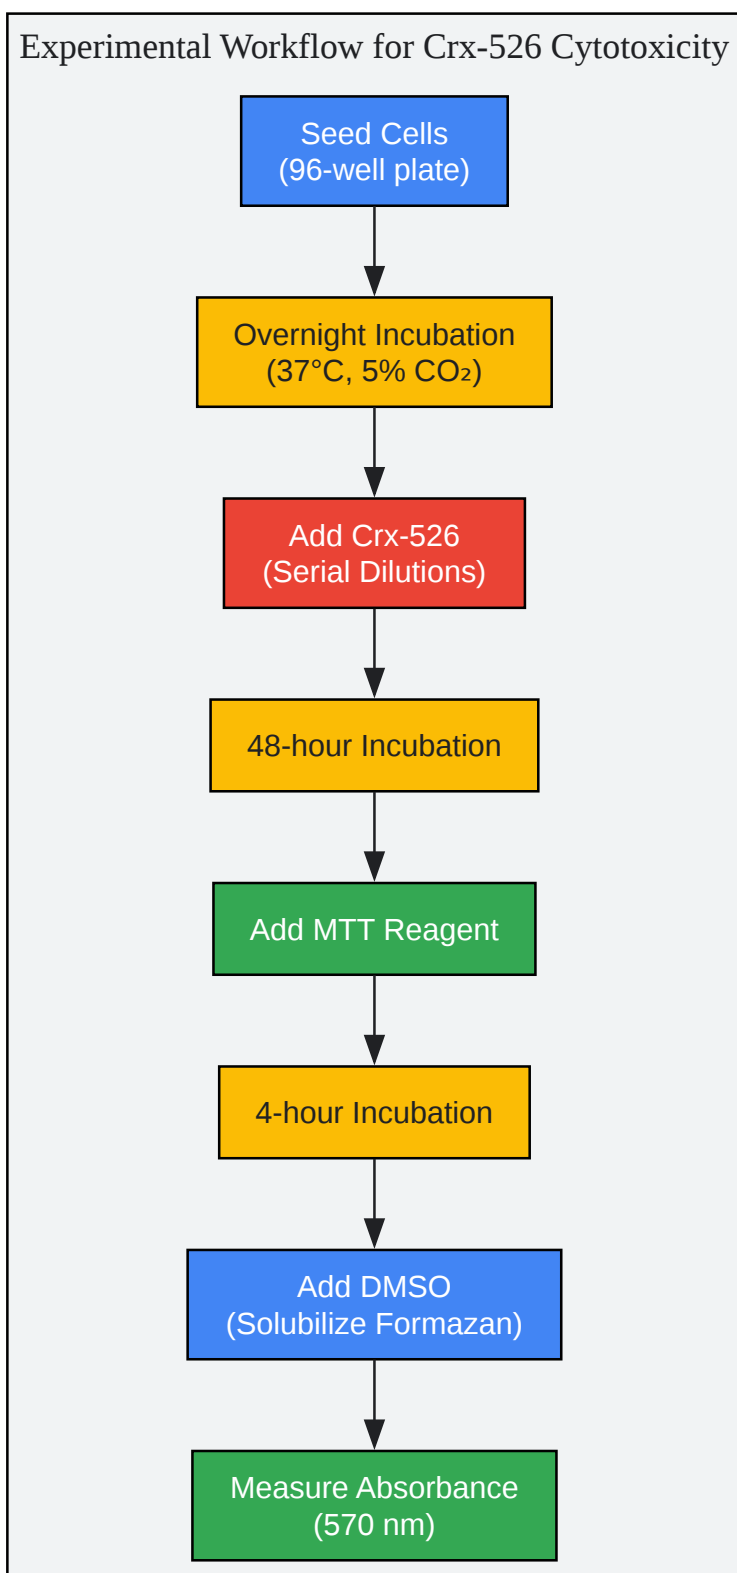 Experimental Workflow for Crx-526 Cytotoxicity
Seed Cells
(96-well plate)
Overnight Incubation
(37°C, 5% CO₂)
Add Crx-526
(Serial Dilutions)
48-hour Incubation
Add MTT Reagent
4-hour Incubation
Add DMSO
(Solubilize Formazan)
Measure Absorbance
(570 nm)